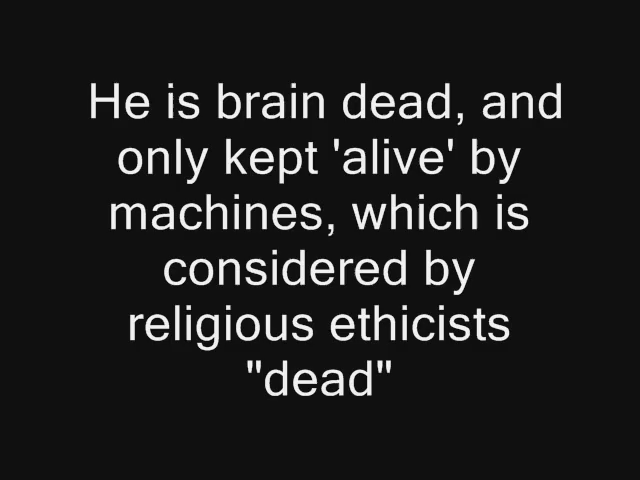 He is brain dead, and
only kept 'alive' by
machines, which is
considered by
religious ethicists
"dead"